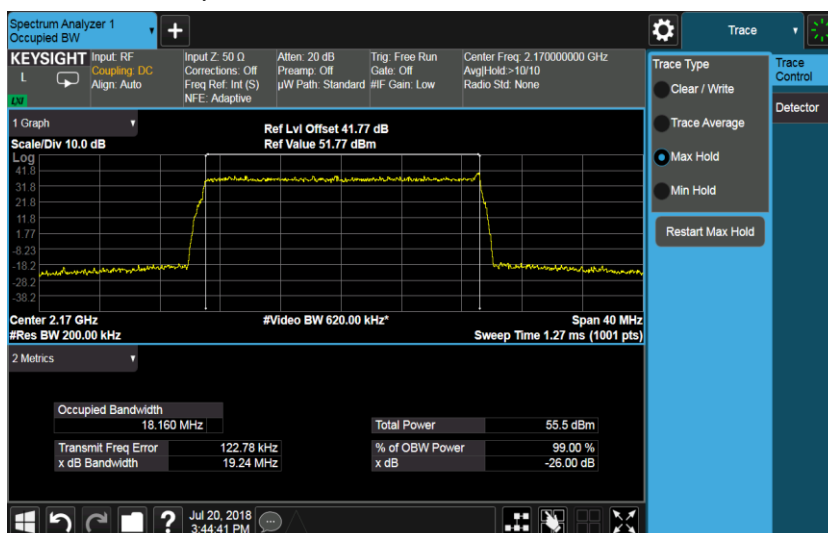 Spectrum Analyzer 1
Occupied BW
+
Trace
KEYSIGHT
L
LXI
Input: RF
Coupling: DC
Align: Auto
Input Z: 50 Ω
Corrections: Off
Freq Ref: Int (S)
NFE: Adaptive
Atten: 20 dB
Preamp: Off
µW Path: Standard
Trig: Free Run
Gate: Off
#IF Gain: Low
Center Freq: 2.170000000 GHz
Avg|Hold:>10/10
Radio Std: None
Trace Type
Clear / Write
Trace Average
Max Hold
Min Hold
Restart Max Hold
Trace
Control
Detector
1 Graph
Scale/Div 10.0 dB
Ref Lvl Offset 41.77 dB
Ref Value 51.77 dBm
Log
41.8
31.8
21.8
11.8
1.77
-8.23
-18.2
-28.2
-38.2
Center 2.17 GHz
#Res BW 200.00 kHz
#Video BW 620.00 kHz*
Span 40 MHz
Sweep Time 1.27 ms (1001 pts)
2 Metrics
Occupied Bandwidth
18.160 MHz
Total Power 55.5 dBm
Transmit Freq Error 122.78 kHz
% of OBW Power 99.00 %
x dB Bandwidth 19.24 MHz
x dB -26.00 dB
?
Jul 20, 2018
3:44:41 PM